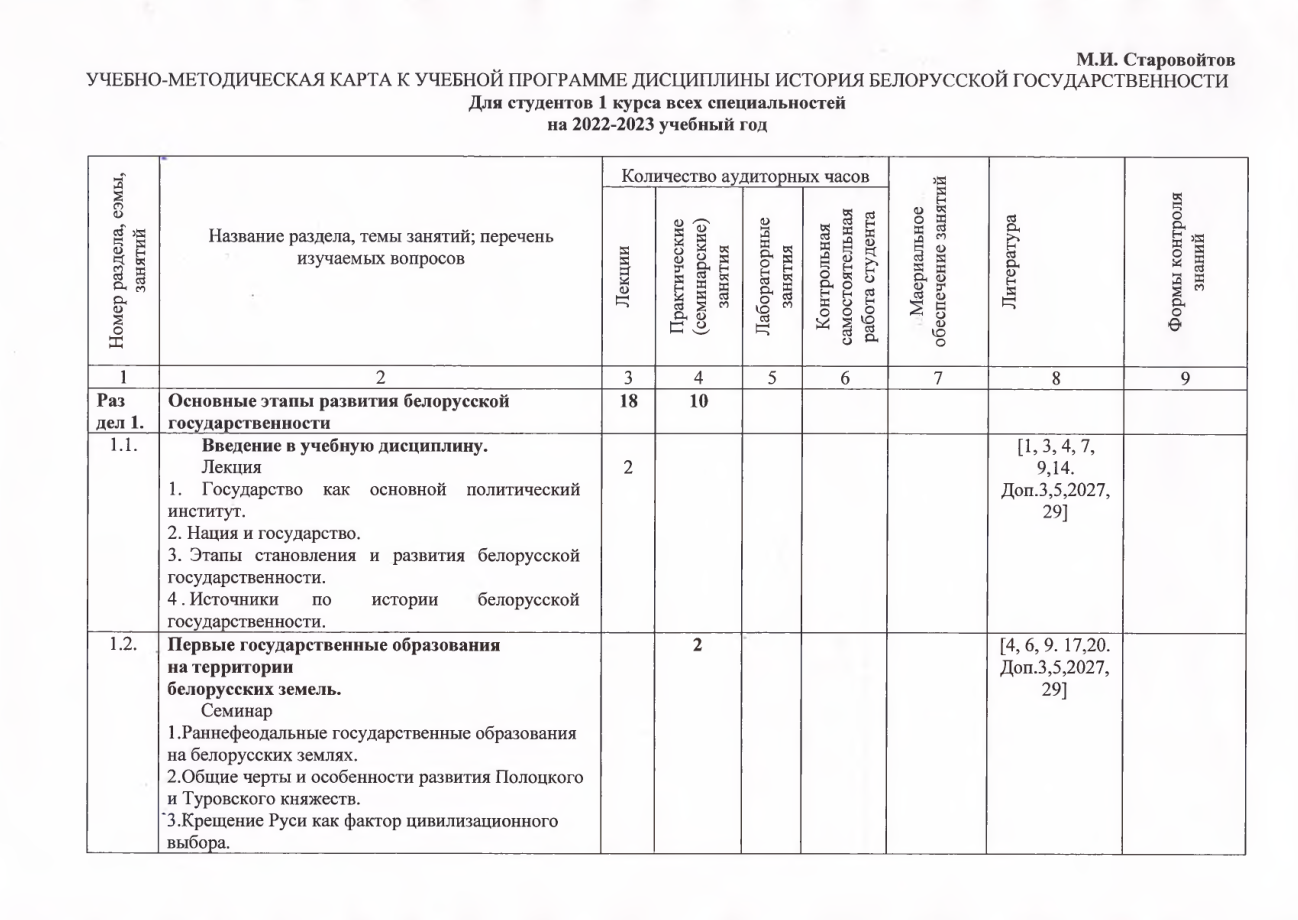 М.И. Старовойтов
УЧЕБНО-МЕТОДИЧЕСКАЯ КАРТА К УЧЕБНОЙ ПРОГРАММЕ ДИСЦИПЛИНЫ ИСТОРИЯ БЕЛОРУССКОЙ ГОСУДАРСТВЕННОСТИ
Для студентов 1 курса всех специальностей
на 2022-2023 учебный год
Номер раздела, еэмы,
занятий
Название раздела, темы занятий; перечень
изучаемых вопросов
Количество аудиторных часов
Лекции
Практические
(семинарские)
занятия
Лабораторные
занятия
Контрольная
самостоятельная
работа студента
Маериальное
обеспечение занятий
Литература
Формы контроля
знаний
1 2 3 4 5 6 7 8 9
Раз
дел 1.
Основные этапы развития белорусской
государственности
18 10
1.1.
Введение в учебную дисциплину.
Лекция
1. Государство как основной политический
институт.
2. Нация и государство.
3. Этапы становления и развития белорусской
государственности.
4 . Источники по истории белорусской
государственности.
2
[1, 3, 4, 7,
9,14.
Доп.3,5,2027,
29]
1.2.
Первые государственные образования
на территории
белорусских земель.
Семинар
1.Раннефеодальные государственные образования
на белорусских землях.
2.Общие черты и особенности развития Полоцкого
и Туровского княжеств.
3.Крещение Руси как фактор цивилизационного
выбора.
2
[4, 6, 9. 17,20.
Доп.3,5,2027,
29]